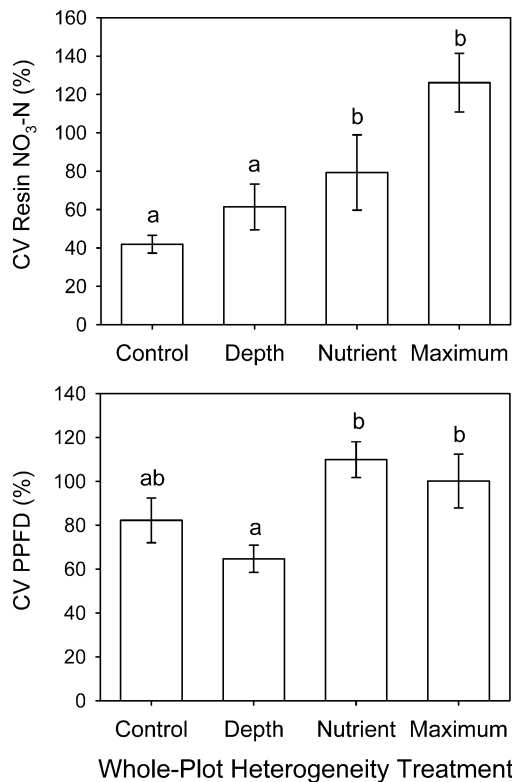 CV Resin NO3-N (%)
160
140
120
100
80
60
40
20
0
a
a
b
b
Control Depth Nutrient Maximum
CV PPFD (%)
140
120
100
80
60
40
20
0
ab
a
b
b
Control Depth Nutrient Maximum
Whole-Plot Heterogeneity Treatment